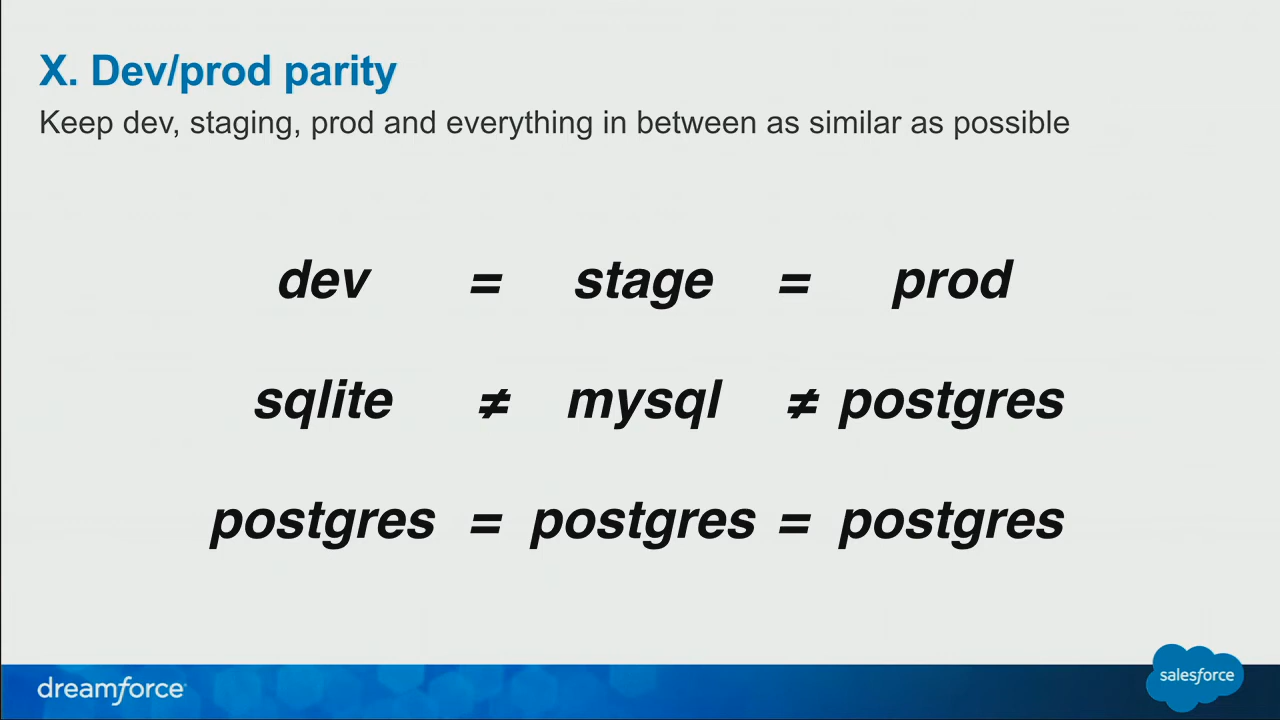 X. Dev/prod parity
Keep dev, staging, prod and everything in between as similar as possible
dev = stage = prod
sqlite ≠ mysql ≠ postgres
postgres = postgres = postgres
dreamforce
salesforce